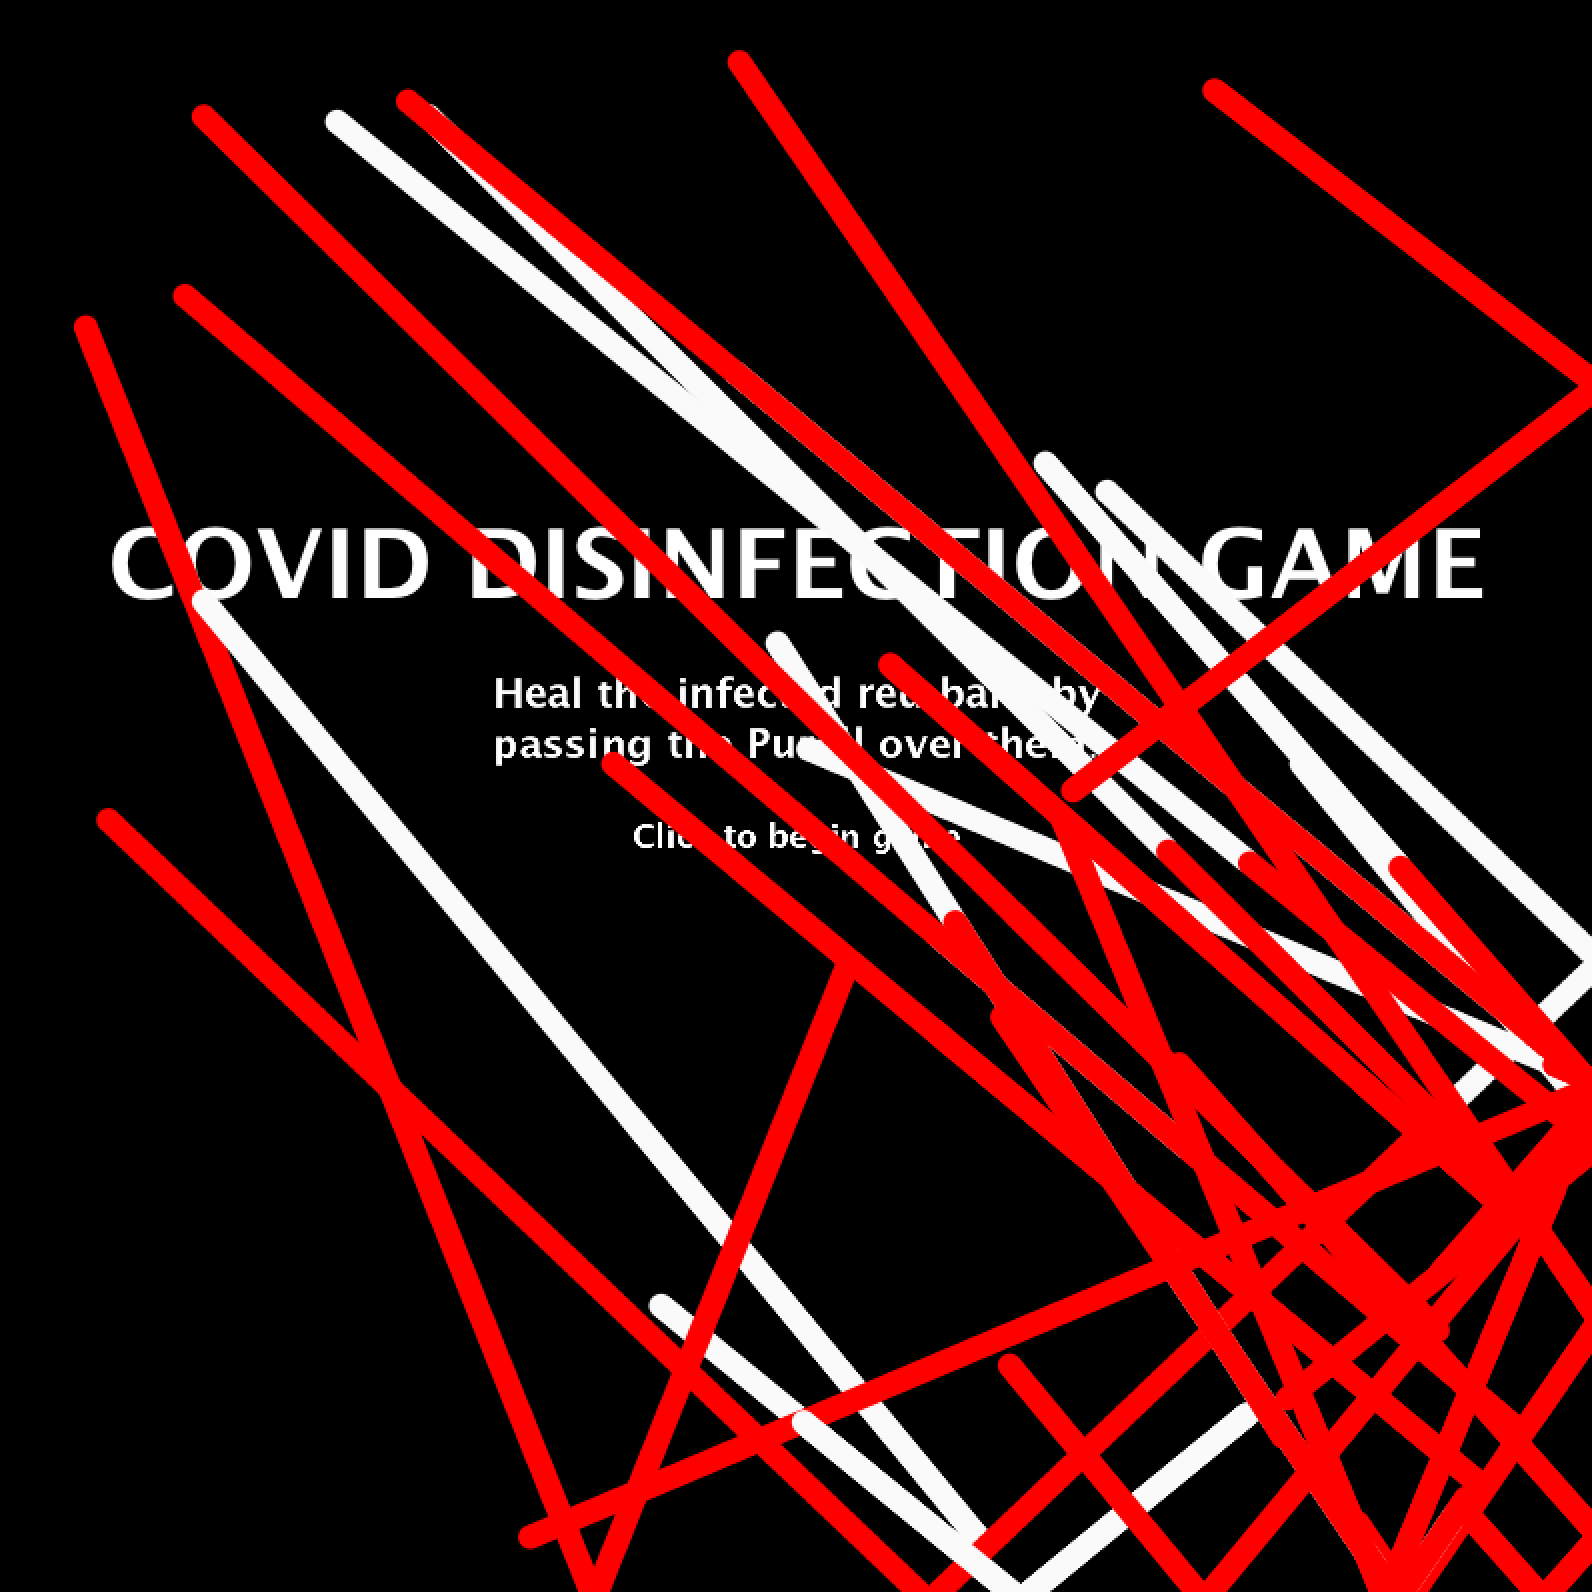 COVID DISINFECTION GAME
Heal the infected red balls by
passing the Purell over them.
Click to begin game